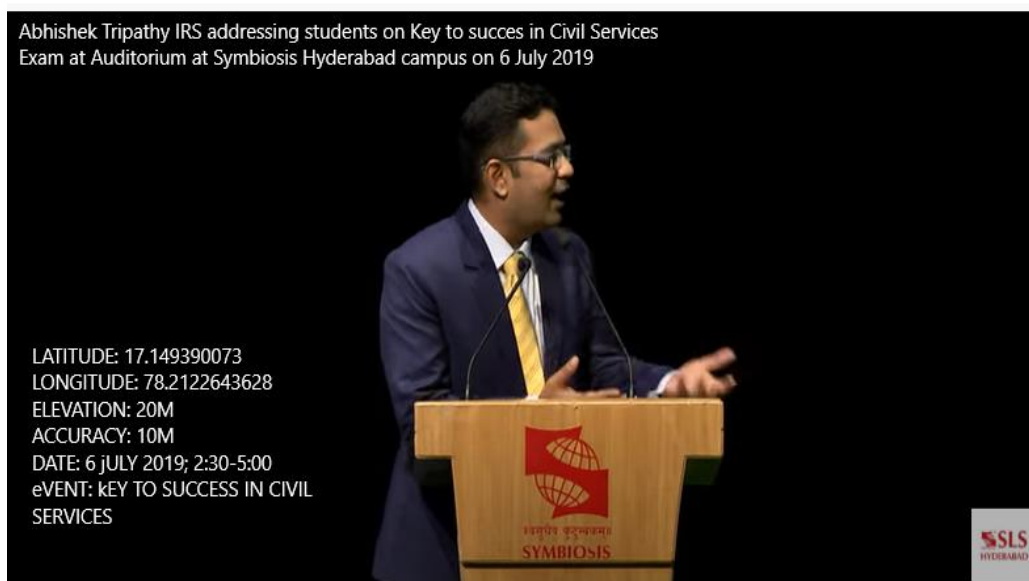 Abhishek Tripathy IRS addressing students on Key to succes in Civil Services
Exam at Auditorium at Symbiosis Hyderabad campus on 6 July 2019
LATITUDE: 17.149390073
LONGITUDE: 78.2122643628
ELEVATION: 20M
ACCURACY: 10M
DATE: 6 jULY 2019; 2:30-5:00
eVENT: kEY TO SUCCESS IN CIVIL
SERVICES
वसुधैव कुटुम्बकम्॥
SYMBIOSIS
SLS
HYDERABAD